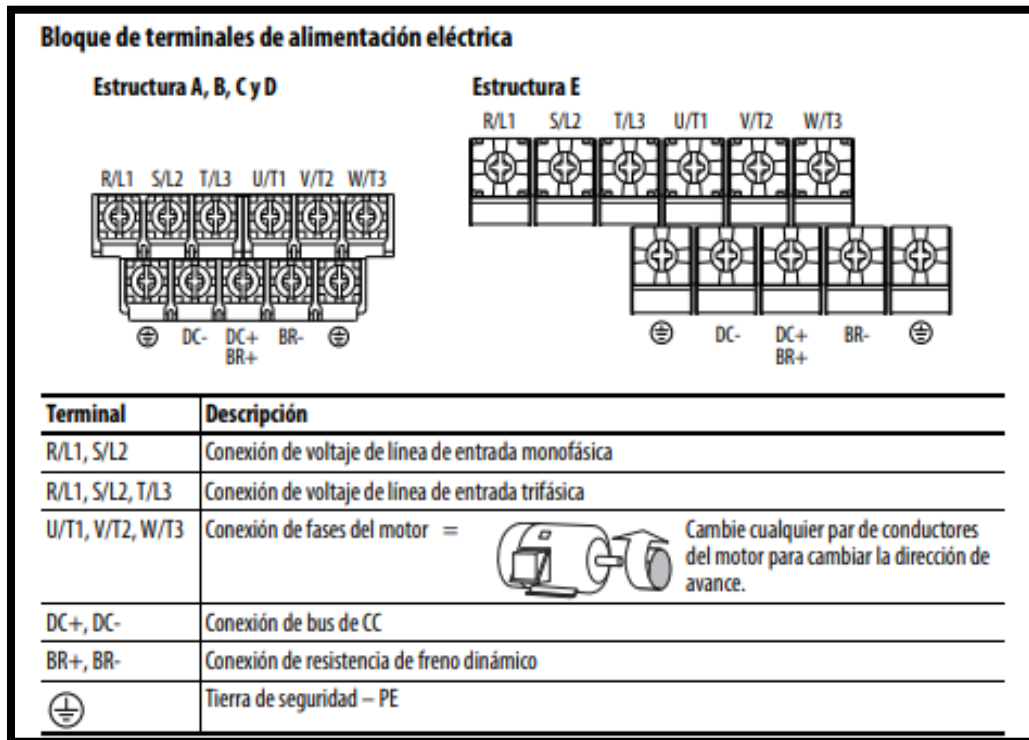 Bloque de terminales de alimentación eléctrica
Estructura A, B, C y D
R/L1 S/L2 T/L3 U/T1 V/T2 W/T3
DC- DC+ BR-
BR+
Estructura E
R/L1 S/L2 T/L3 U/T1 V/T2 W/T3
DC- DC+ BR-
BR+
Terminal Descripción
R/L1, S/L2 Conexión de voltaje de línea de entrada monofásica
R/L1, S/L2, T/L3 Conexión de voltaje de línea de entrada trifásica
U/T1, V/T2, W/T3 Conexión de fases del motor =
Cambie cualquier par de conductores
del motor para cambiar la dirección de
avance.
DC+, DC- Conexión de bus de CC
BR+, BR- Conexión de resistencia de freno dinámico
Tierra de seguridad – PE